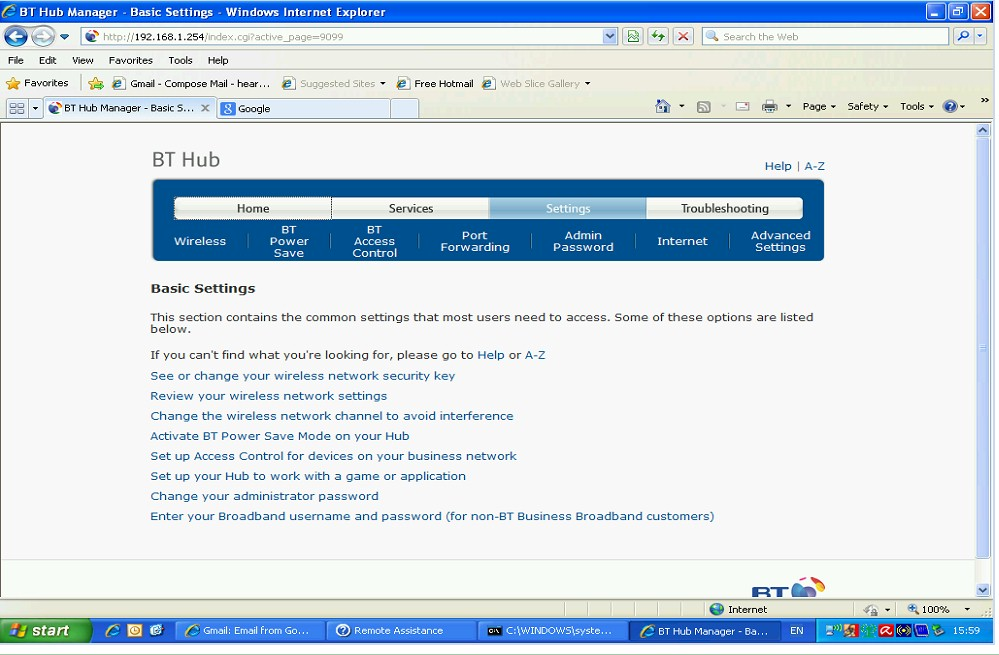 BT Hub Manager - Basic Settings - Windows Internet Explorer
http://192.168.1.254/index.cgi?active_page=9099
Search the Web
File Edit View Favorites Tools Help
Favorites Gmail - Compose Mail - hear... Suggested Sites Free Hotmail Web Slice Gallery
BT Hub Manager - Basic S... Google Page Safety Tools
BT Hub
Help | A-Z
Home Services Settings Troubleshooting
Wireless BT Power Save BT Access Control Port Forwarding Admin Password Internet Advanced Settings
Basic Settings
This section contains the common settings that most users need to access. Some of these options are listed
below.
If you can't find what you're looking for, please go to Help or A-Z
See or change your wireless network security key
Review your wireless network settings
Change the wireless network channel to avoid interference
Activate BT Power Save Mode on your Hub
Set up Access Control for devices on your business network
Set up your Hub to work with a game or application
Change your administrator password
Enter your Broadband username and password (for non-BT Business Broadband customers)
BT
Internet 100%
start Gmail: Email from Go... Remote Assistance C:\WINDOWS\syste... BT Hub Manager - Ba... EN 15:59